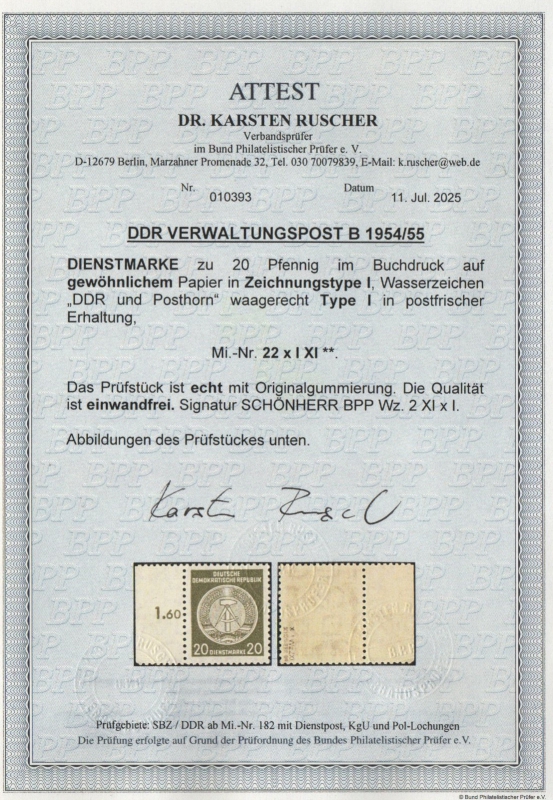 ATTEST
DR. KARSTEN RUSCHER
Verbandsprüfer
im Bund Philatelistischer Prüfer e. V.
D-12679 Berlin, Marzahner Promenade 32, Tel. 030 70079839, E-Mail: k.ruscher@web.de
Nr. 010393 Datum 11. Jul. 2025
DDR VERWALTUNGSPOST B 1954/55
DIENSTMARKE zu 20 Pfennig im Buchdruck auf
gewöhnlichem Papier in Zeichnungstype I, Wasserzeichen
„DDR und Posthorn" waagerecht Type I in postfrischer
Erhaltung,
Mi.-Nr. 22 x I XI **.
Das Prüfstück ist echt mit Originalgummierung. Die Qualität
ist einwandfrei. Signatur SCHÖNHERR BPP Wz. 2 XI x I.
Abbildungen des Prüfstückes unten.
Karsten Ruscher
1.60
DEUTSCHE
DEMOKRATISCHE REPUBLIK
20 DIENSTMARKE 20
Prüfgebiete: SBZ / DDR ab Mi.-Nr. 182 mit Dienstpost, KgU und Pol-Lochungen
Die Prüfung erfolgte auf Grund der Prüfordnung des Bundes Philatelistischer Prüfer e.V.
© Bund Philatelistischer Prüfer e.V.